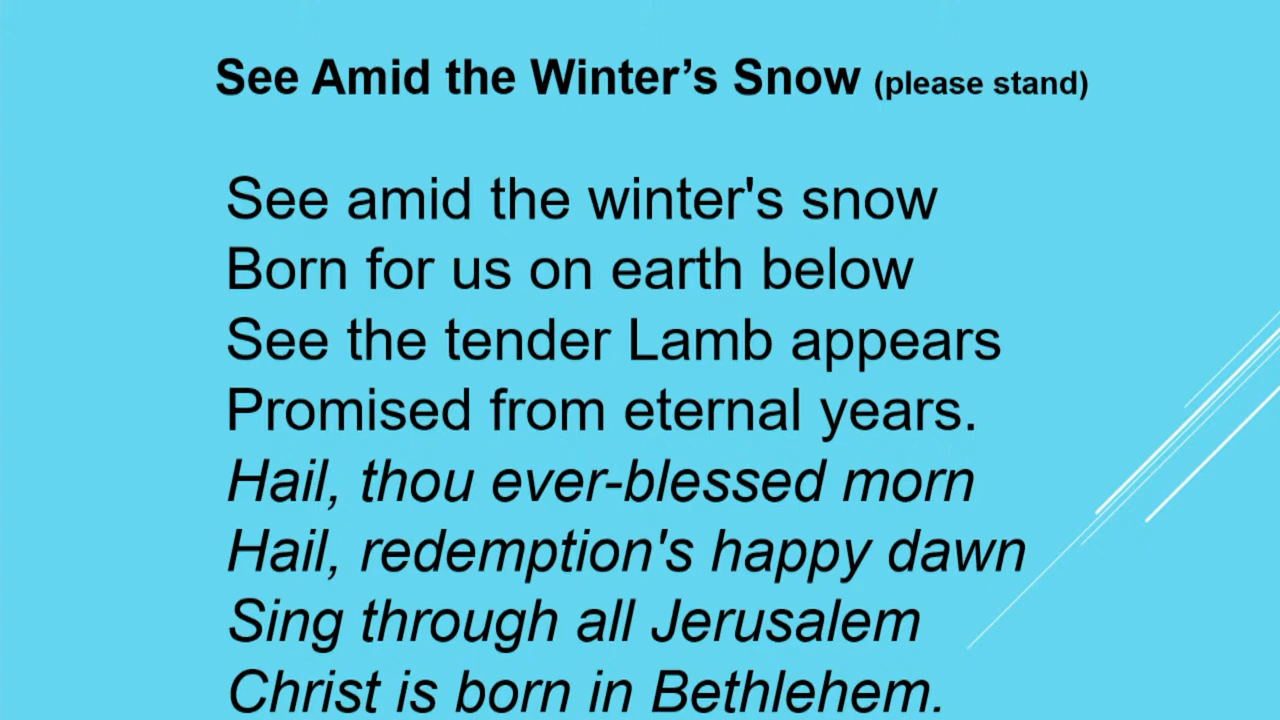 See Amid the Winter’s Snow (please stand)
See amid the winter's snow
Born for us on earth below
See the tender Lamb appears
Promised from eternal years.
Hail, thou ever-blessed morn
Hail, redemption's happy dawn
Sing through all Jerusalem
Christ is born in Bethlehem.